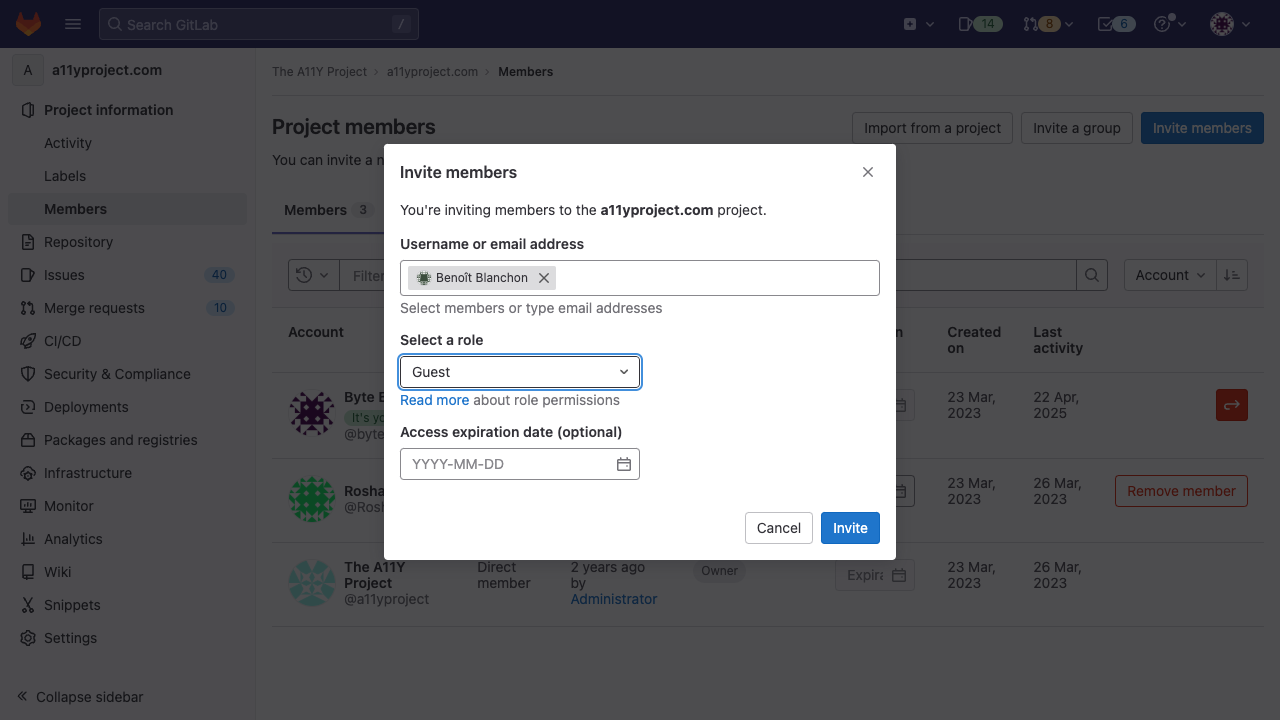 Search GitLab
/
14
8
6
A
a11yproject.com
The A11Y Project
a11yproject.com
Members
Project information
Activity
Labels
Members
Repository
Issues
40
Merge requests
10
CI/CD
Security & Compliance
Deployments
Packages and registries
Infrastructure
Monitor
Analytics
Wiki
Snippets
Settings
Collapse sidebar
Project members
Import from a project
Invite a group
Invite members
You can invite a
Members 3
Account
Account
Created on
Last activity
Byte
It's
@byte
23 Mar, 2023
22 Apr, 2025
23 Mar, 2023
26 Mar, 2023
Remove member
The A11Y Project
@a11yproject
Direct member
2 years ago by Administrator
Owner
23 Mar, 2023
26 Mar, 2023
Invite members
You're inviting members to the a11yproject.com project.
Username or email address
Benoît Blanchon
Select members or type email addresses
Select a role
Guest
Read more about role permissions
Access expiration date (optional)
YYYY-MM-DD
Cancel
Invite